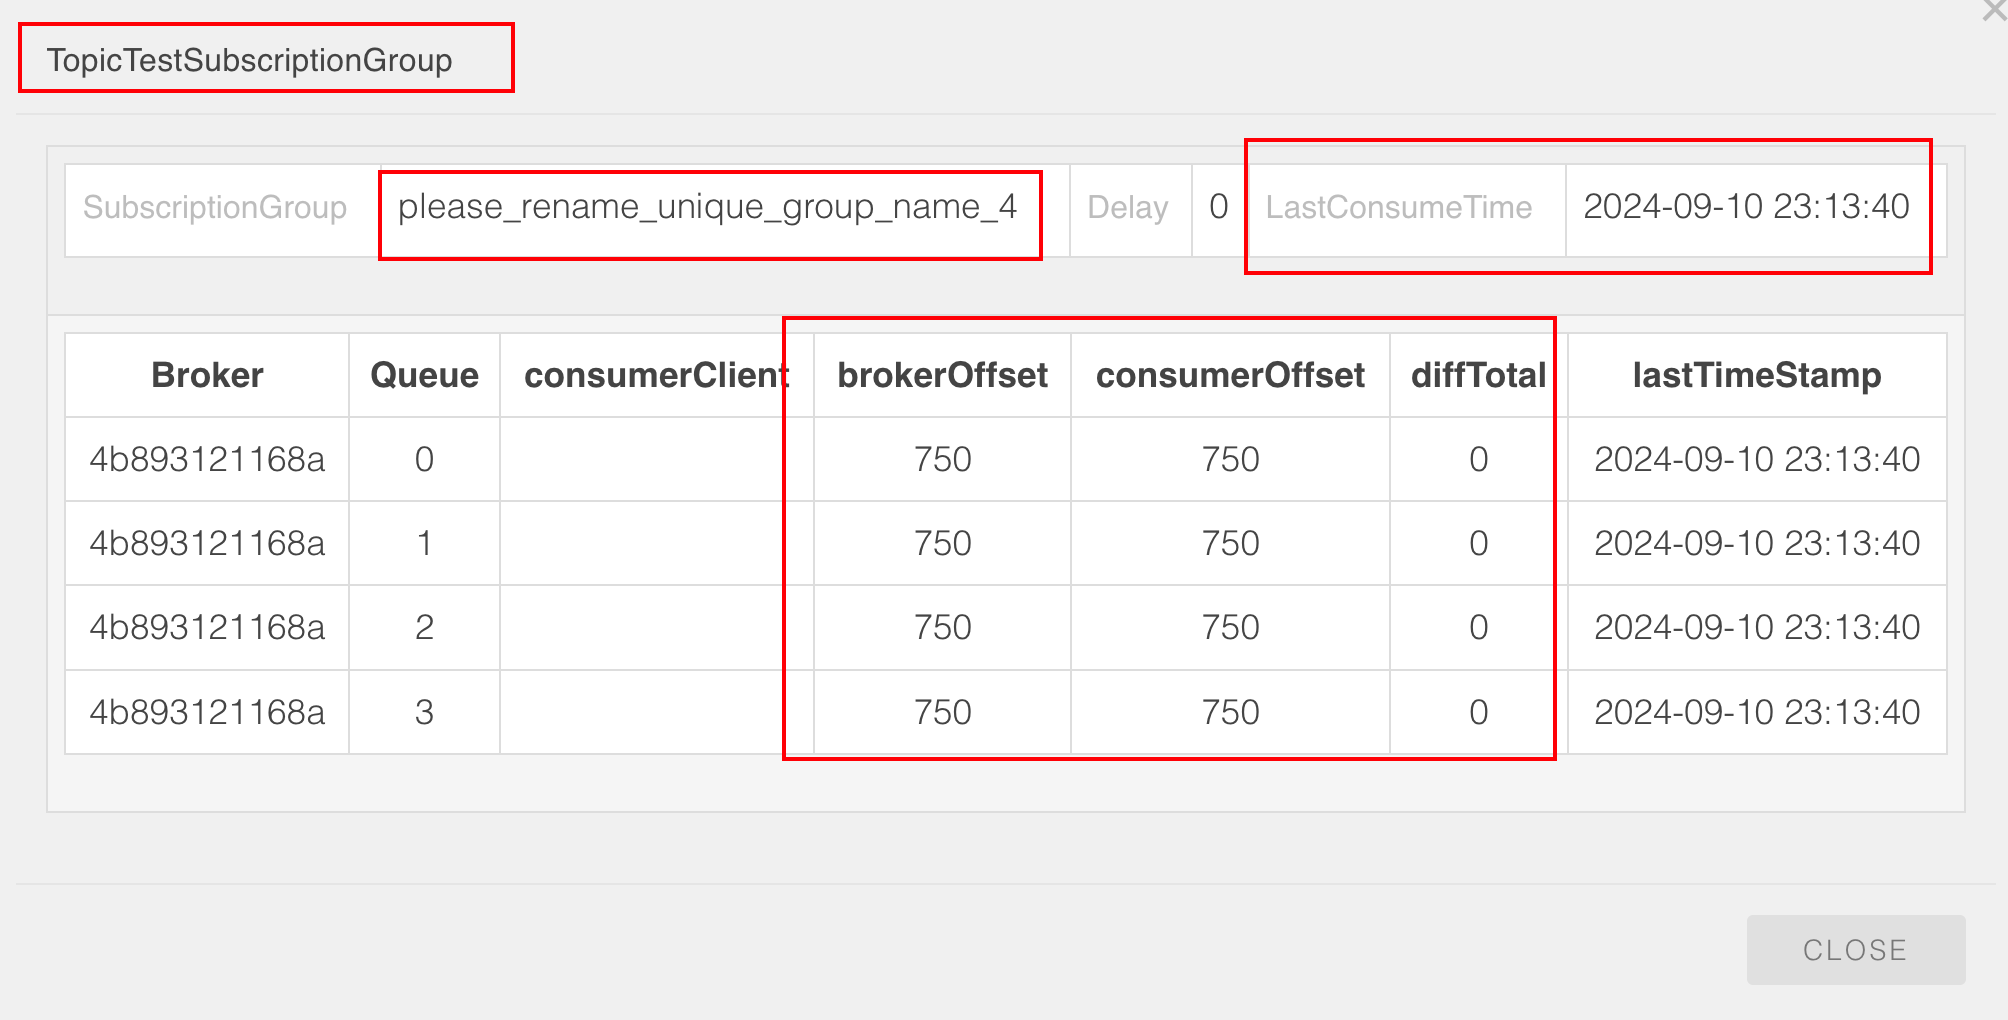 TopicTestSubscriptionGroup
SubscriptionGroup please_rename_unique_group_name_4 Delay 0 LastConsumeTime 2024-09-10 23:13:40
Broker Queue consumerClient brokerOffset consumerOffset diffTotal lastTimeStamp
4b893121168a 0 750 750 0 2024-09-10 23:13:40
4b893121168a 1 750 750 0 2024-09-10 23:13:40
4b893121168a 2 750 750 0 2024-09-10 23:13:40
4b893121168a 3 750 750 0 2024-09-10 23:13:40
CLOSE